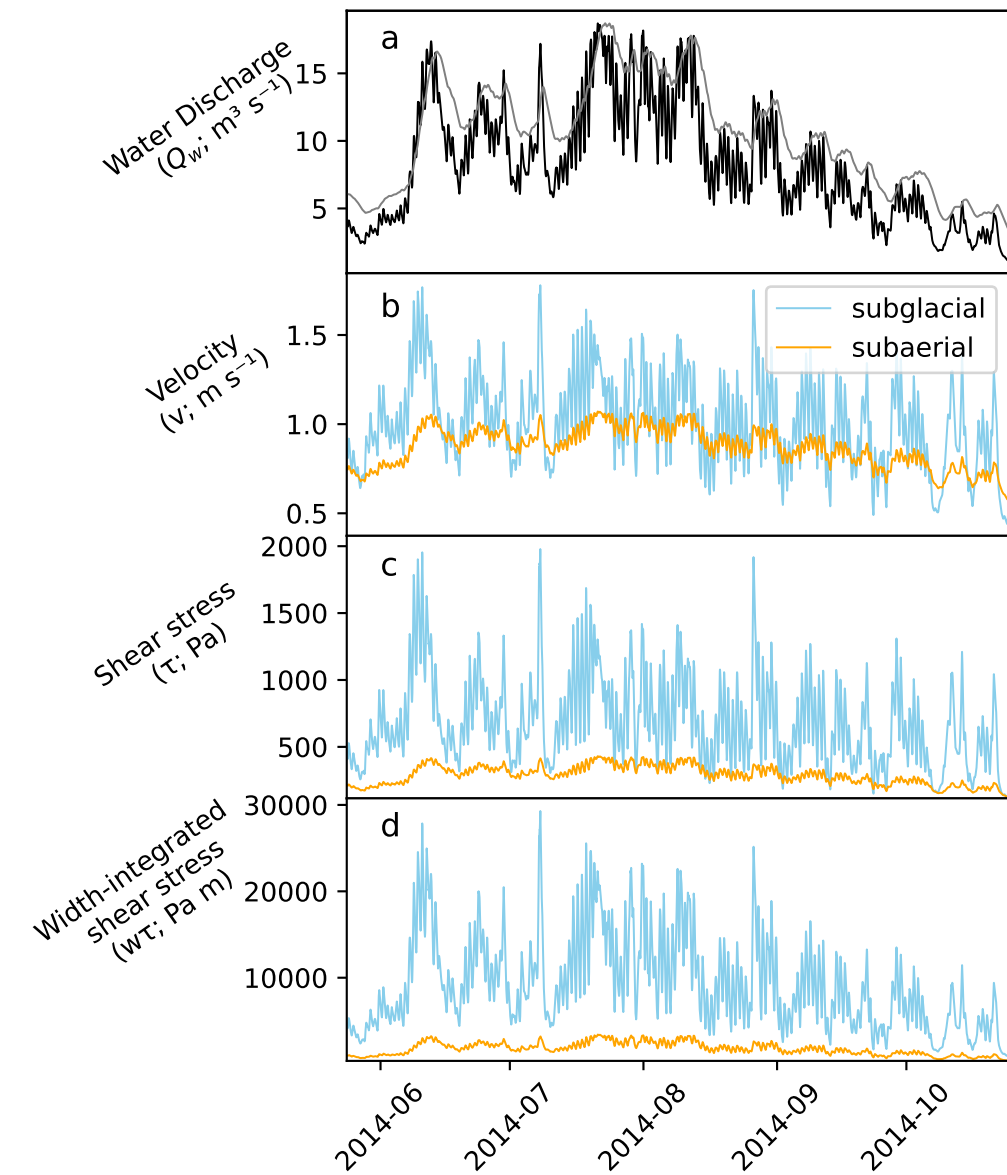 a
Water Discharge
(Qw; m³ s⁻¹)
15
10
5
b
subglacial
subaerial
Velocity
(v; m s⁻¹)
1.5
1.0
0.5
c
Shear stress
(τ; Pa)
2000
1500
1000
500
d
Width-integrated
shear stress
(wτ; Pa m)
30000
20000
10000
2014-06
2014-07
2014-08
2014-09
2014-10